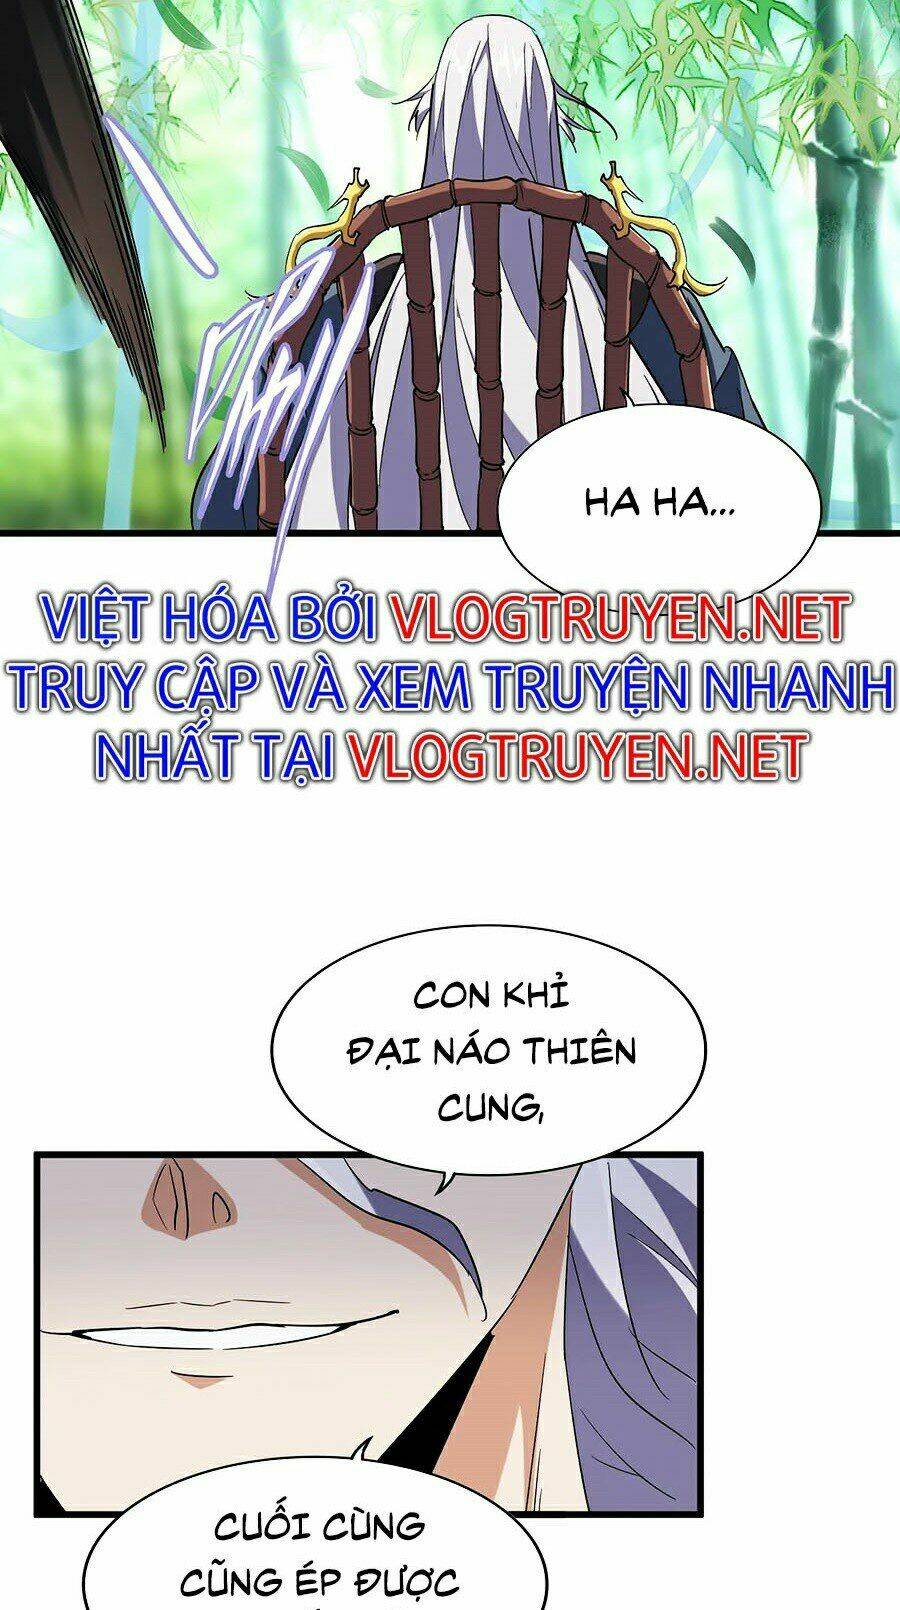 HA HA...
VIỆT HÓA BỞI VLOGTRUYEN.NET
TRUY CẬP VÀ XEM TRUYỆN NHANH
NHẤT TẠI VLOGTRUYEN.NET
CON KHỈ
ĐẠI NÁO THIÊN
CUNG,
CUỐI CÙNG
CŨNG ÉP ĐƯỢC